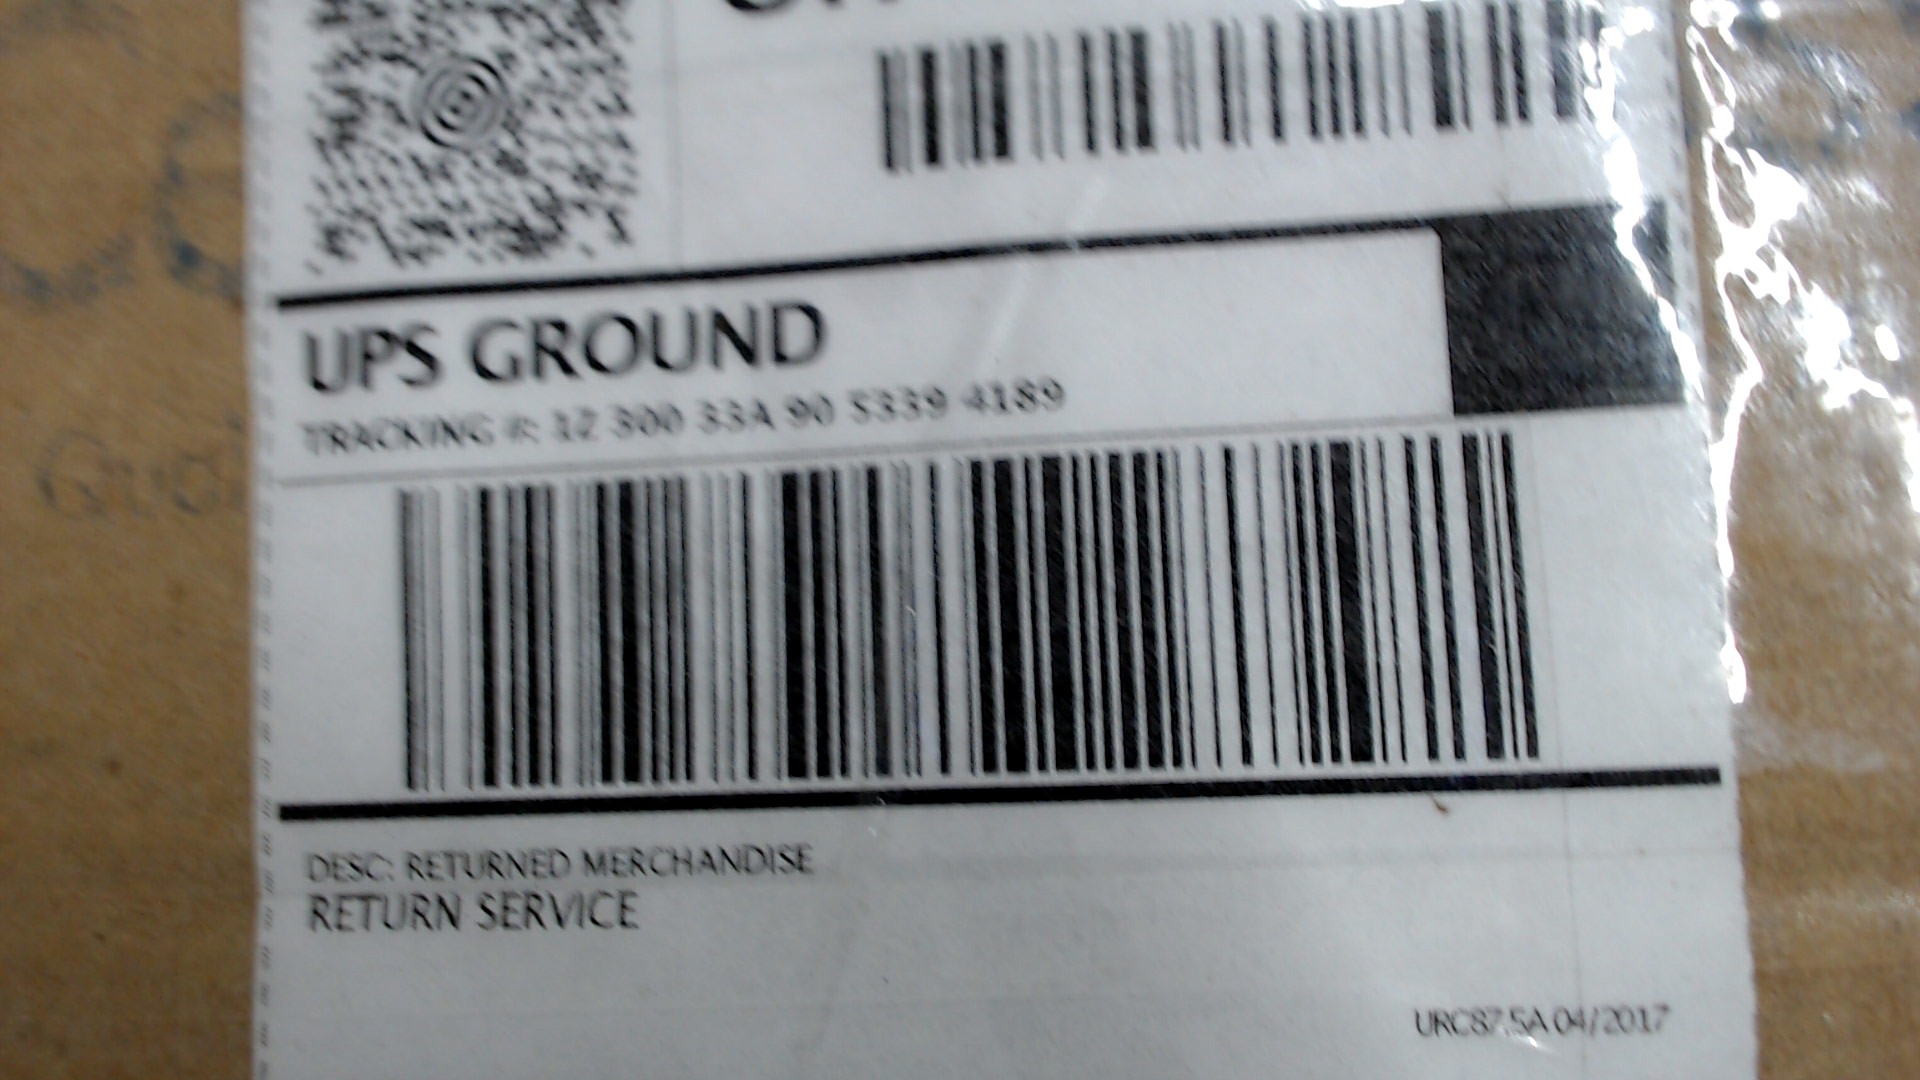 UPS GROUND
TRACKING #: 1Z 300 33A 90 5339 4189
DESC: RETURNED MERCHANDISE
RETURN SERVICE
URC87.5A 04/2017